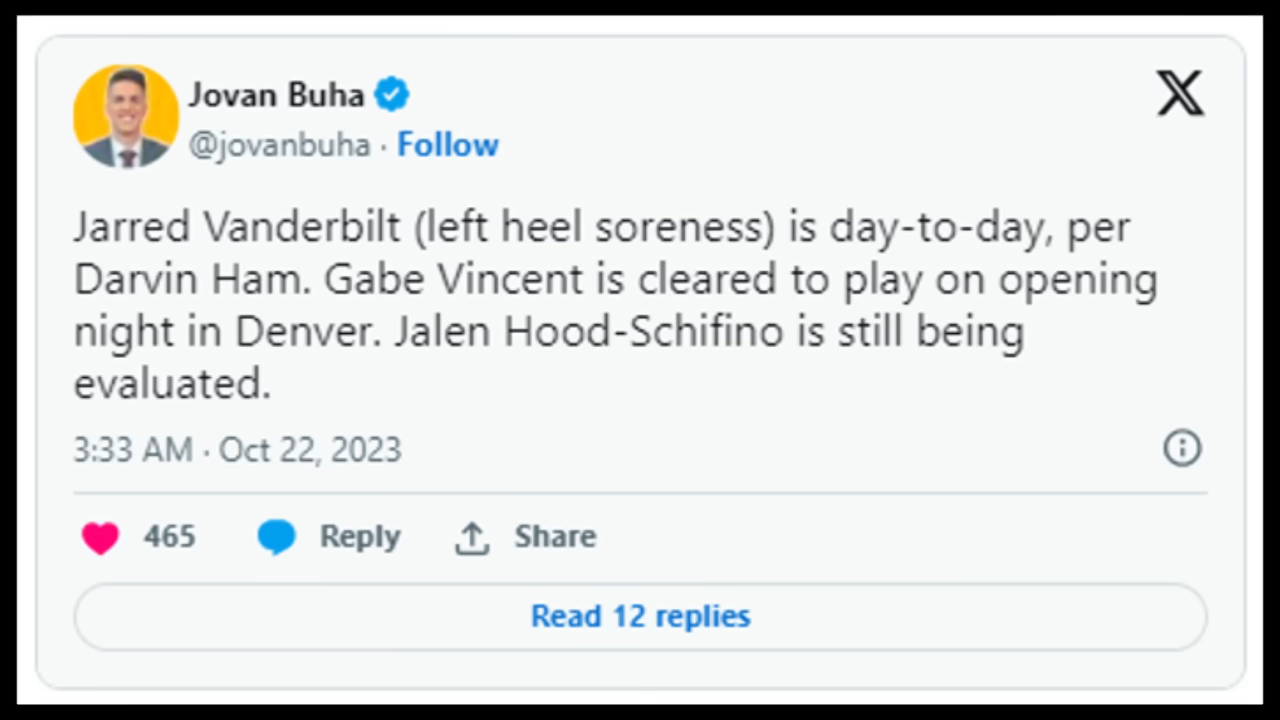 Jovan Buha
@jovanbuha · Follow
Jarred Vanderbilt (left heel soreness) is day-to-day, per
Darvin Ham. Gabe Vincent is cleared to play on opening
night in Denver. Jalen Hood-Schifino is still being
evaluated.
3:33 AM · Oct 22, 2023
465 Reply Share
Read 12 replies